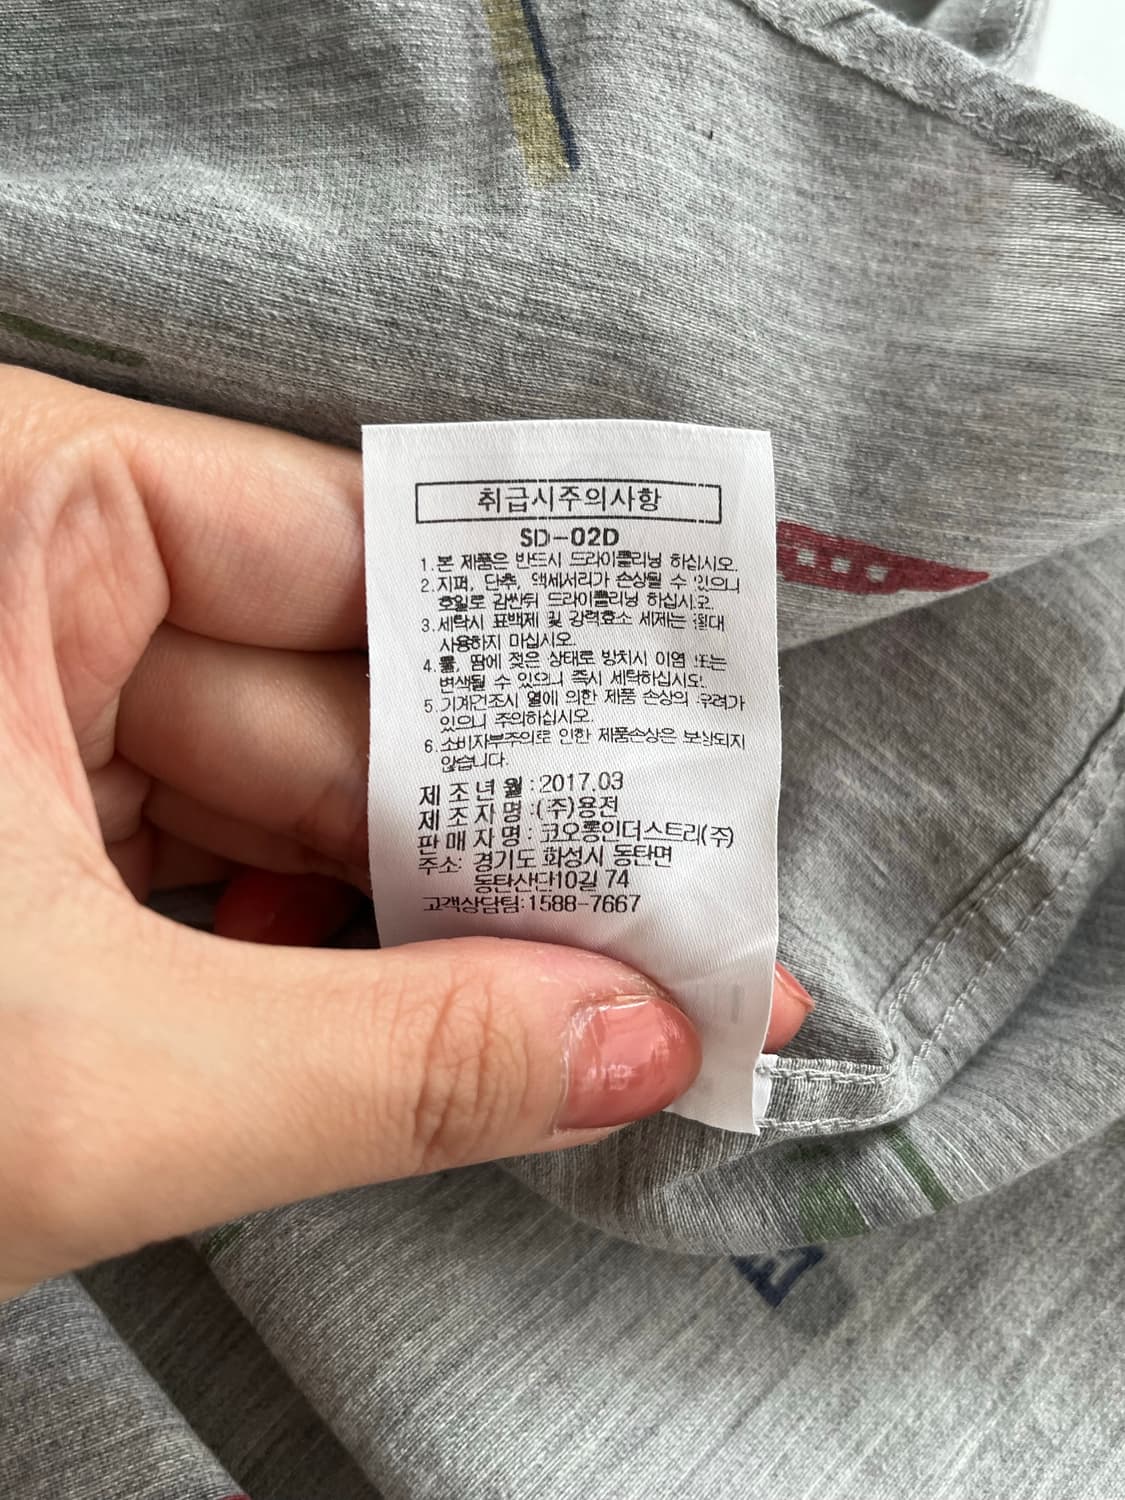 취급시주의사항
SD-02D
1.본 제품은 반드시 드라이클리닝 하십시오.
2.지퍼, 단추, 액세서리가 손상될 수 있으니
호일로 감싼뒤 드라이클리닝 하십시오.
3.세탁시 표백제 및 강력효소 세제는 절대
사용하지 마십시오.
4.물, 땀에 젖은 상태로 방치시 이염 또는
변색될 수 있으니 즉시 세탁하십시오.
5.기계건조시 열에 의한 제품 손상의 우려가
있으니 주의하십시오.
6.소비자부주의로 인한 제품손상은 보상되지
않습니다.
제 조 년 월 : 2017.03
제 조 자 명 : (주)용전
판 매 자 명 : 코오롱인더스트리(주)
주소: 경기도 화성시 동탄면
동탄산단10길 74
고객상담팀:1588-7667